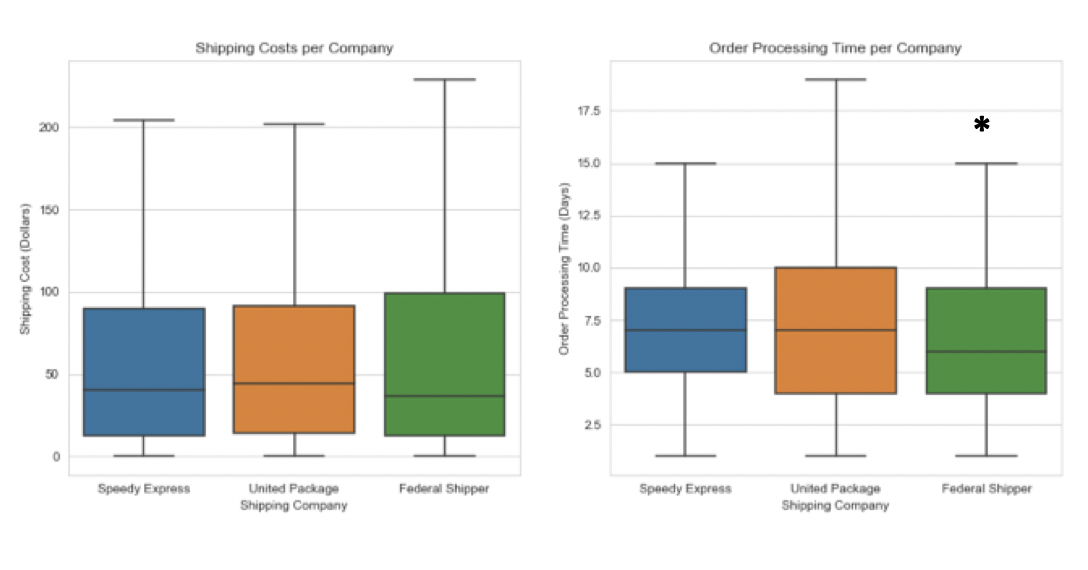 Shipping Costs per Company
Shipping Cost (Dollars)
200
150
100
50
0
Speedy Express
United Package
Federal Shipper
Shipping Company
Order Processing Time per Company
Order Processing Time (Days)
17.5
15.0
12.5
10.0
7.5
5.0
2.5
*
Speedy Express
United Package
Federal Shipper
Shipping Company